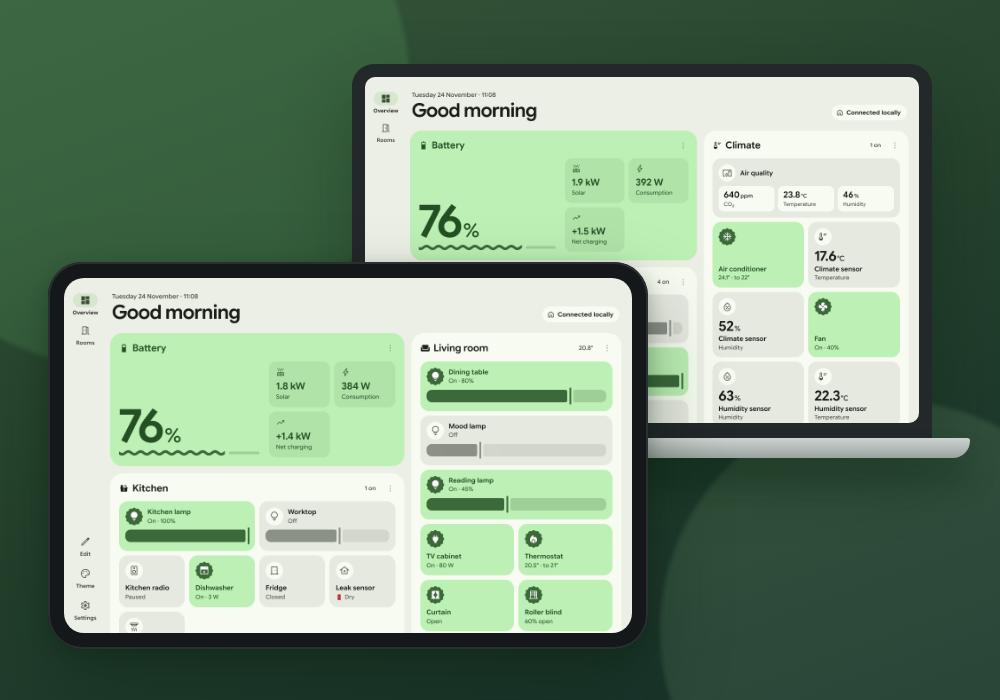 Tuesday 24 November · 11:08
Good morning
Overview
Rooms
Connected locally
Battery
1.9 kW
Solar
392 W
Consumption
76%
+1.5 kW
Net charging
Climate
1 on
Air quality
640 ppm
CO₂
23.8 °C
Temperature
46 %
Humidity
Air conditioner
24.1° · to 22°
17.6 °C
Climate sensor
Temperature
52 %
Climate sensor
Humidity
Fan
On · 40%
63 %
Humidity sensor
Humidity
22.3 °C
Humidity sensor
Temperature
4 on
Tuesday 24 November · 11:08
Good morning
Overview
Rooms
Connected locally
Battery
1.8 kW
Solar
384 W
Consumption
76%
+1.4 kW
Net charging
Kitchen
1 on
Kitchen lamp
On · 100%
Worktop
Off
Kitchen radio
Paused
Dishwasher
On · 3 W
Fridge
Closed
Leak sensor
Dry
Living room
20.8°
Dining table
On · 80%
Mood lamp
Off
Reading lamp
On · 45%
TV cabinet
On · 80 W
Thermostat
20.5° · to 21°
Curtain
Open
Roller blind
60% open
Edit
Theme
Settings